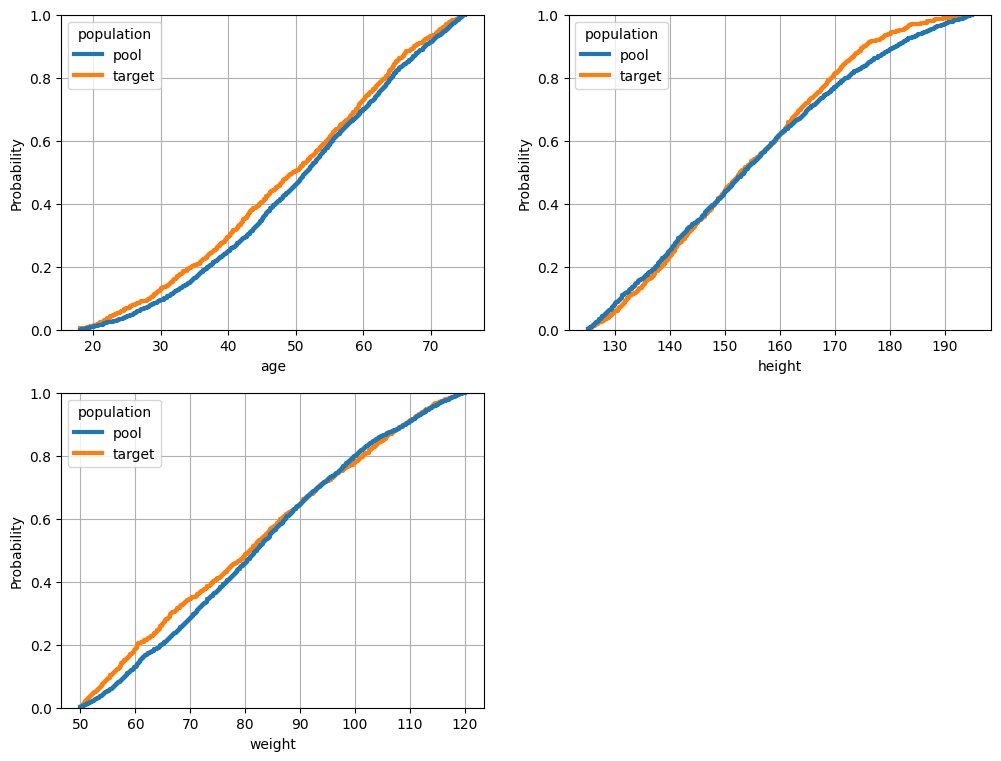 1.0
0.8
0.6
0.4
0.2
0.0
Probability
population
pool
target
20 30 40 50 60 70
age
1.0
0.8
0.6
0.4
0.2
0.0
Probability
population
pool
target
130 140 150 160 170 180 190
height
1.0
0.8
0.6
0.4
0.2
0.0
Probability
population
pool
target
50 60 70 80 90 100 110 120
weight